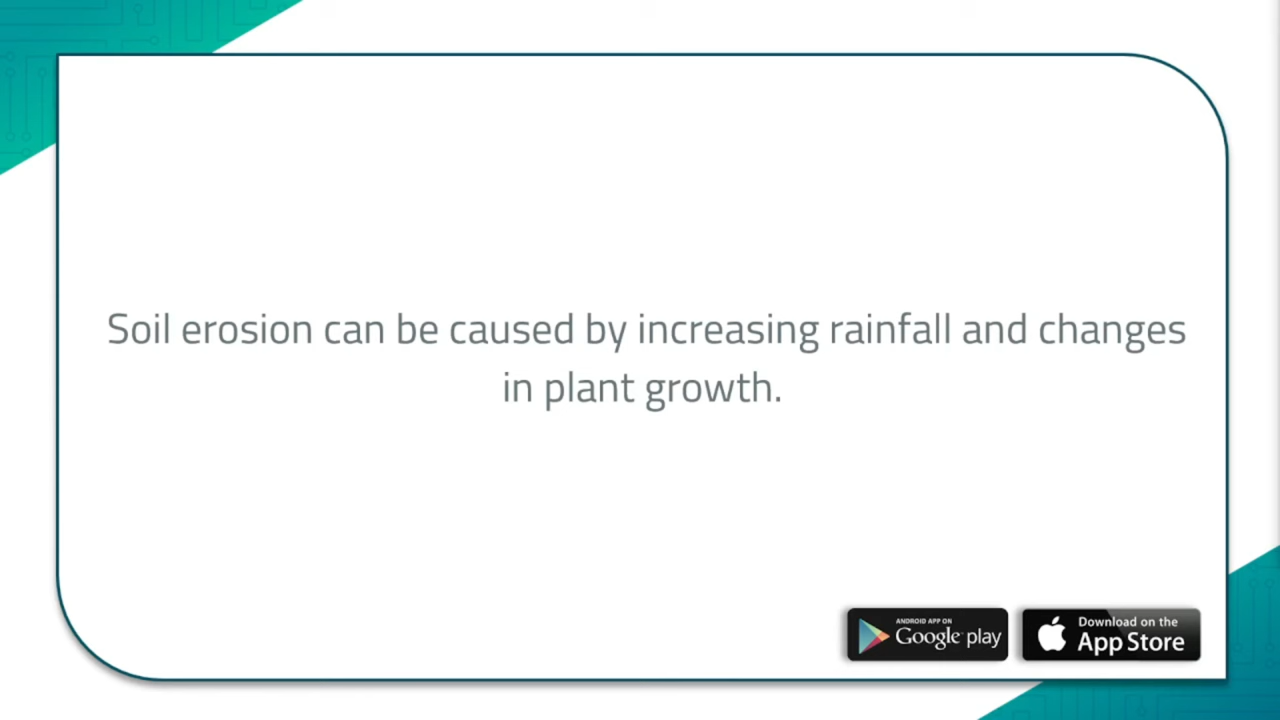 Soil erosion can be caused by increasing rainfall and changes
in plant growth.
ANDROID APP ON
Google play
Download on the
App Store